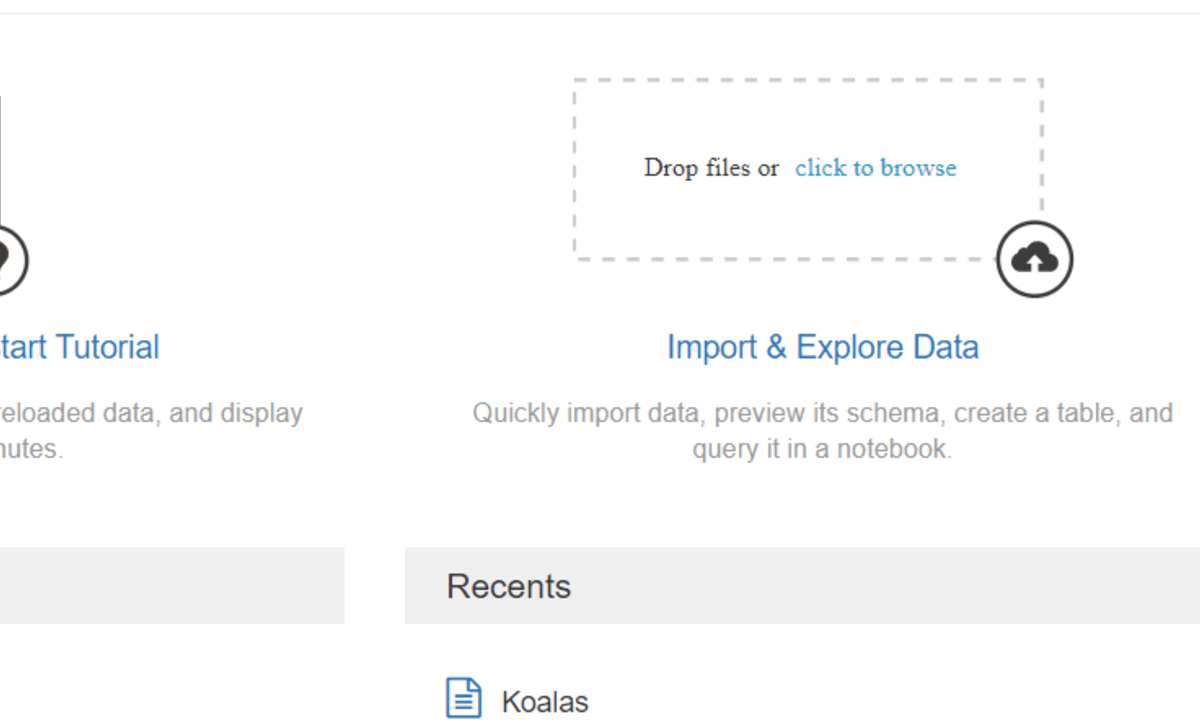 Drop files or click to browse
tart Tutorial
Import & Explore Data
reloaded data, and display
nutes.
Quickly import data, preview its schema, create a table, and
query it in a notebook.
Recents
Koalas